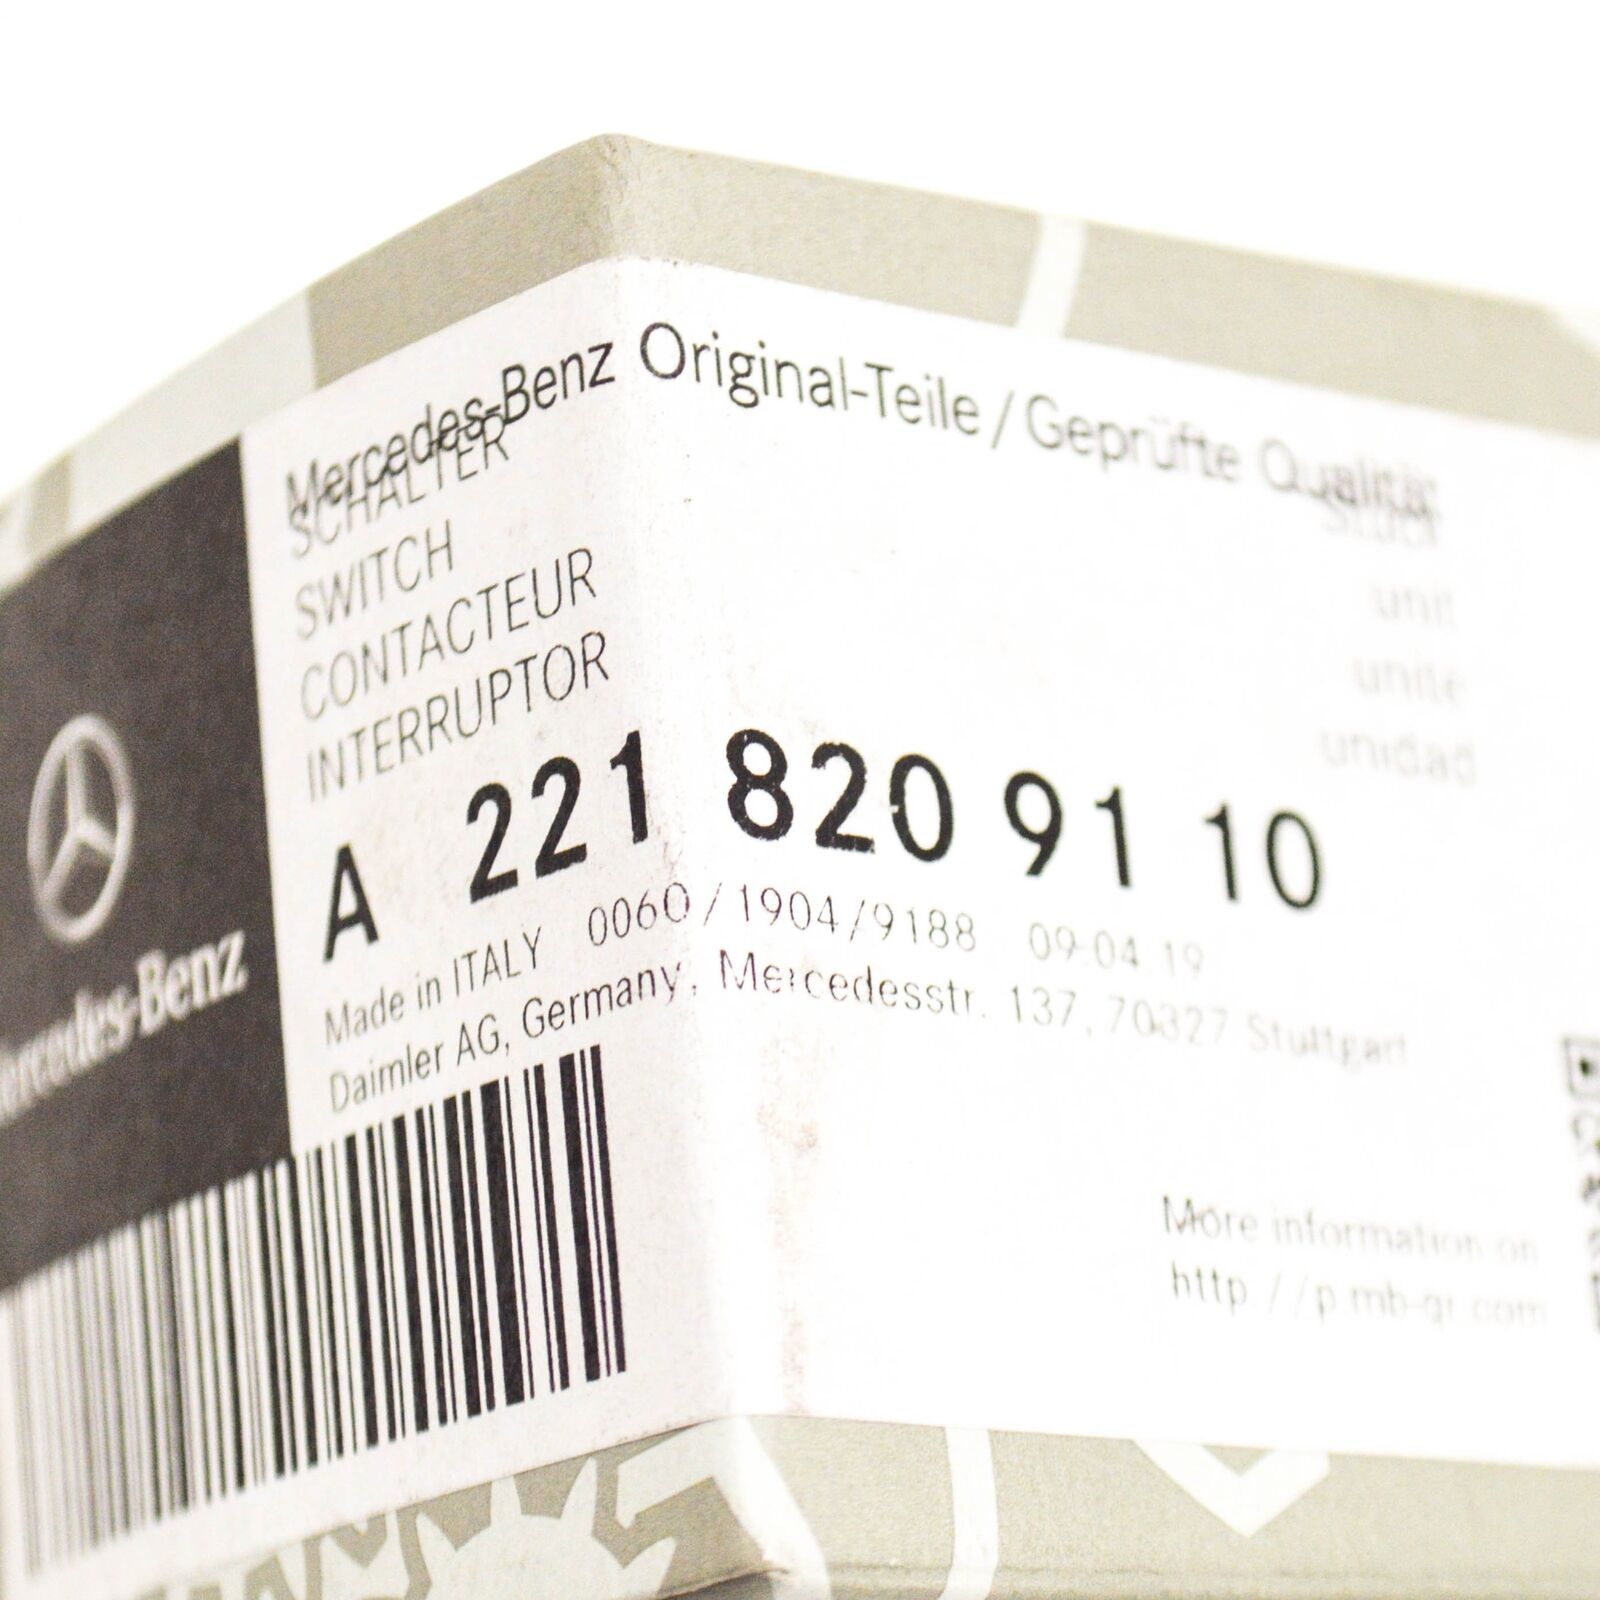 Mercedes-Benz Original-Teile / Geprüfte Qualität
SCHALTER
SWITCH
CONTACTEUR
INTERRUPTOR
Stück
unit
unite
unidad
A 221 820 91 10
Made in ITALY 0060/1904/9188 09.04.19
Daimler AG, Germany, Mercedesstr. 137, 70327 Stuttgart
Mercedes-Benz
More information on
http://p.mb-qr.com